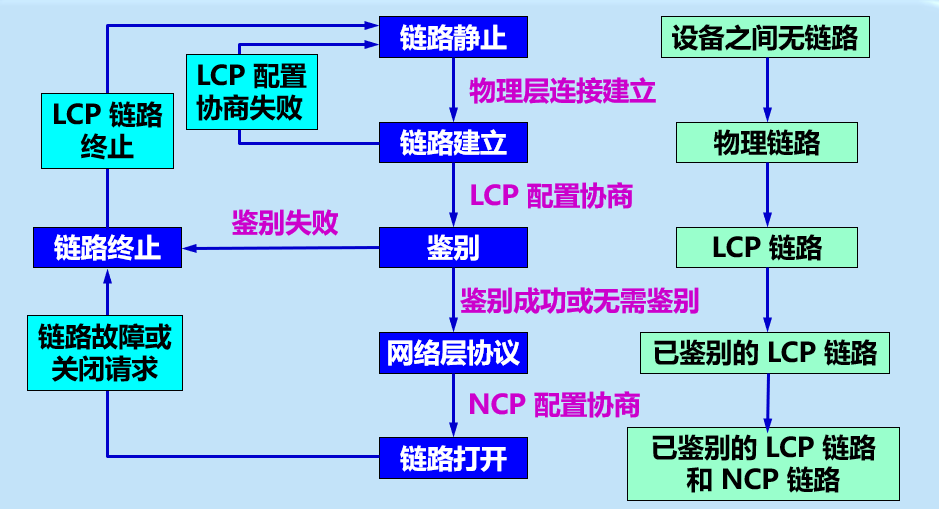 链路静止
设备之间无链路
LCP 配置
协商失败
物理层连接建立
LCP 链路
终止
链路建立
物理链路
LCP 配置协商
鉴别失败
链路终止
鉴别
LCP 链路
鉴别成功或无需鉴别
链路故障或
关闭请求
网络层协议
已鉴别的 LCP 链路
NCP 配置协商
链路打开
已鉴别的 LCP 链路
和 NCP 链路